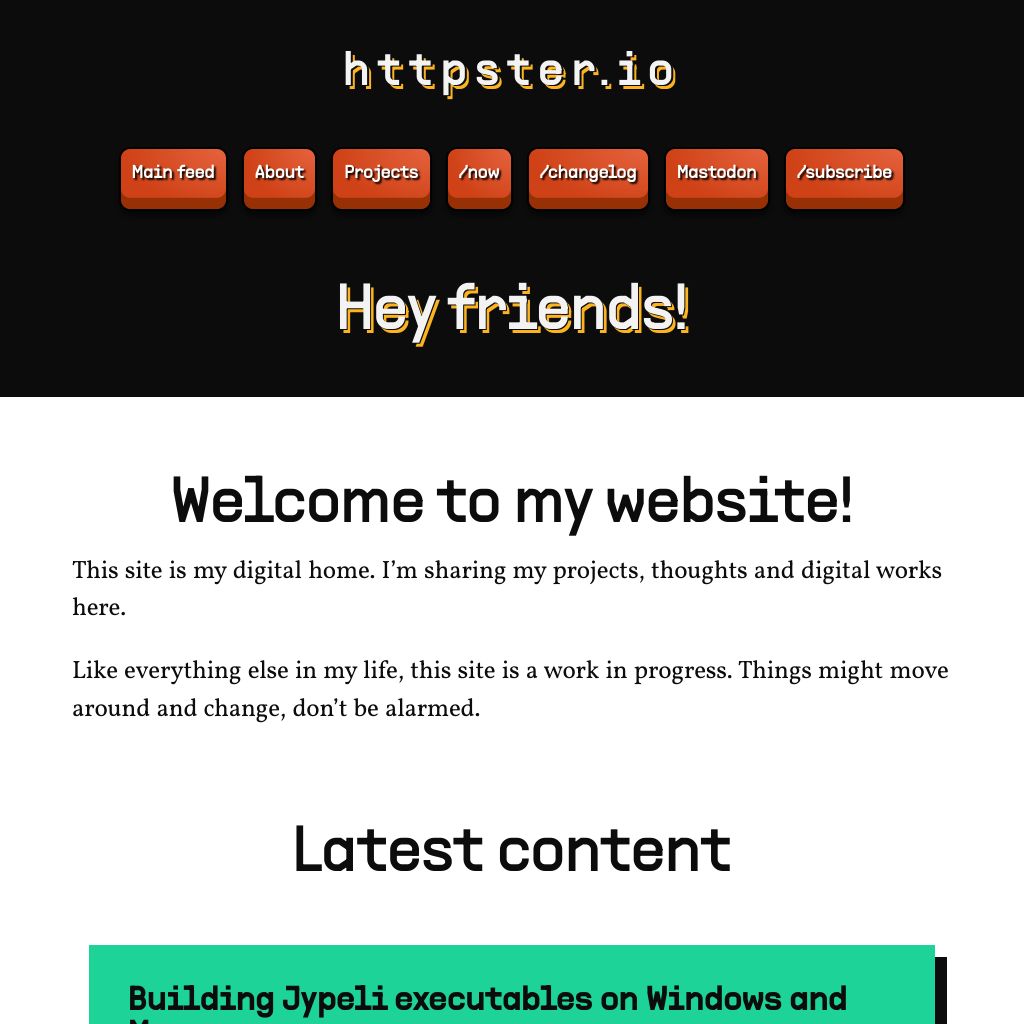 httpster.io
Main feed About Projects /now /changelog Mastodon /subscribe
Hey friends!
Welcome to my website!
This site is my digital home. I’m sharing my projects, thoughts and digital works
here.
Like everything else in my life, this site is a work in progress. Things might move
around and change, don’t be alarmed.
Latest content
Building Jypeli executables on Windows and